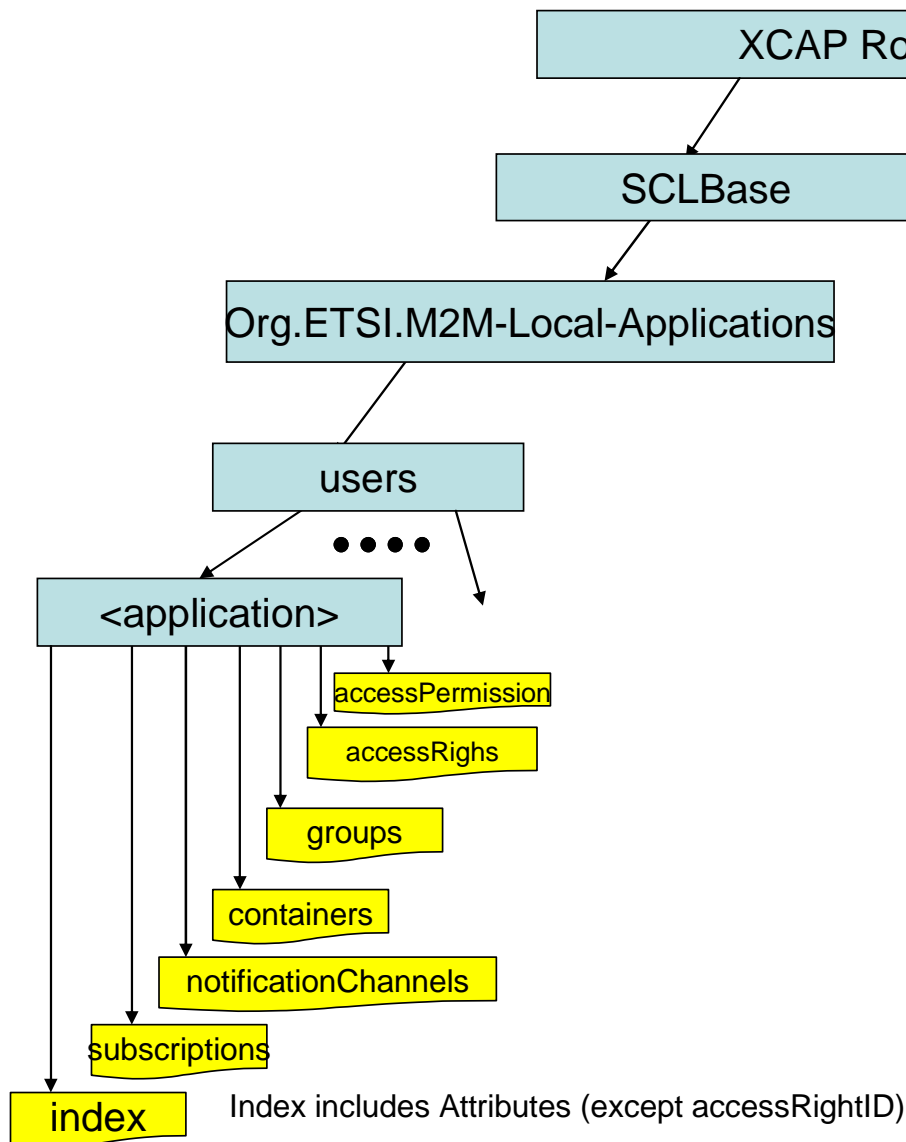 XCAP Ro
SCLBase
Org.ETSI.M2M-Local-Applications
users
<application>
accessPermission
accessRighs
groups
containers
notificationChannels
subscriptions
index
Index includes Attributes (except accessRightID)